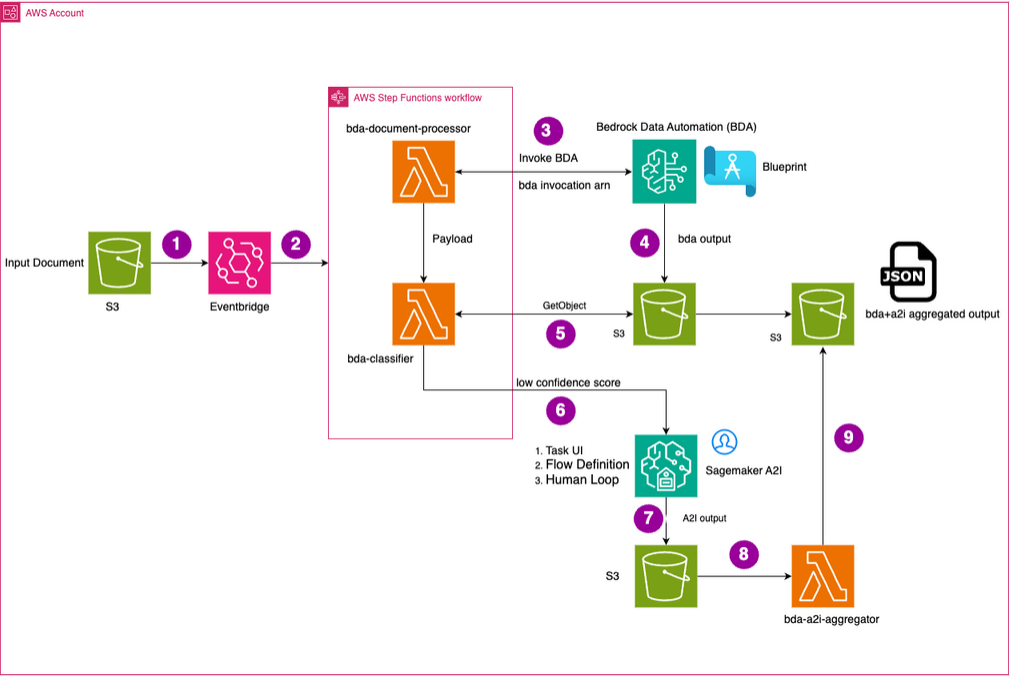 AWS Account
AWS Step Functions workflow
bda-document-processor
3
Bedrock Data Automation (BDA)
Invoke BDA
Blueprint
bda invocation arn
1
2
Payload
4
bda output
Input Document
S3
Eventbridge
JSON
bda+a2i aggregated output
GetObject
5
S3
S3
bda-classifier
low confidence score
6
9
1. Task UI
2. Flow Definition
3. Human Loop
Sagemaker A2I
7
A2I output
8
S3
bda-a2i-aggregator